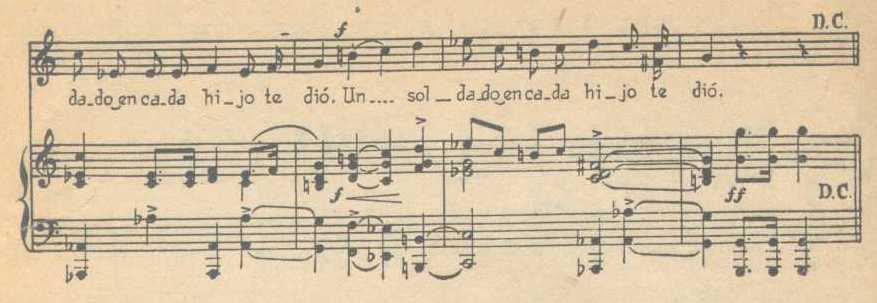 D.C.
f
da_do_en ca_da hi_jo te dió. Un.... sol_da_do_en ca_da hi_jo te dió.
f ff D.C.